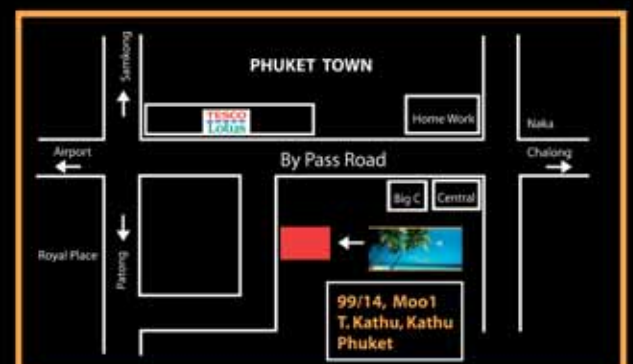 Samkong
PHUKET TOWN
TESCO
Lotus
Home Work
Naka
Airport
By Pass Road
Chalong
Big C
Central
Royal Place
Patong
99/14, Moo1
T. Kathu, Kathu
Phuket